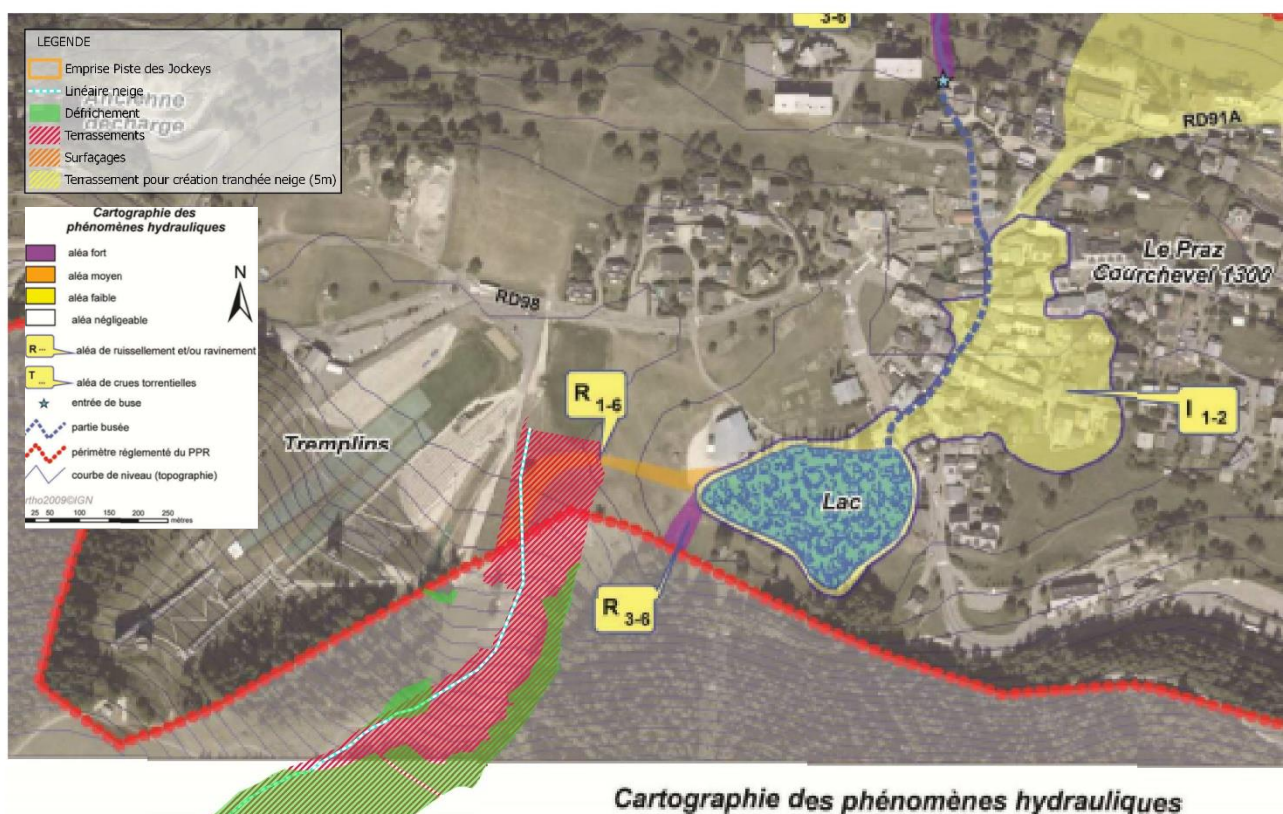 LEGENDE
Emprise Piste des Jockeys
Linéaire neige
Défrichement
Terrassements
Surfaçages
Terrassement pour création tranchée neige (5m)
Ancienne
décharge
Cartographie des
phénomènes hydrauliques
aléa fort
aléa moyen
aléa faible
aléa négligeable
R... aléa de ruissellement et/ou ravinement
T... aléa de crues torrentielles
entrée de buse
partie busée
périmètre réglementé du PPR
courbe de niveau (topographie)
rtho2009©IGN
25 50 100 150 200 250
mètres
N
3-6
RD91A
Le Praz
Courchevel 1300
RD98
R 1-6
I 1-2
Tremplins
Lac
R 3-6
Cartographie des phénomènes hydrauliques